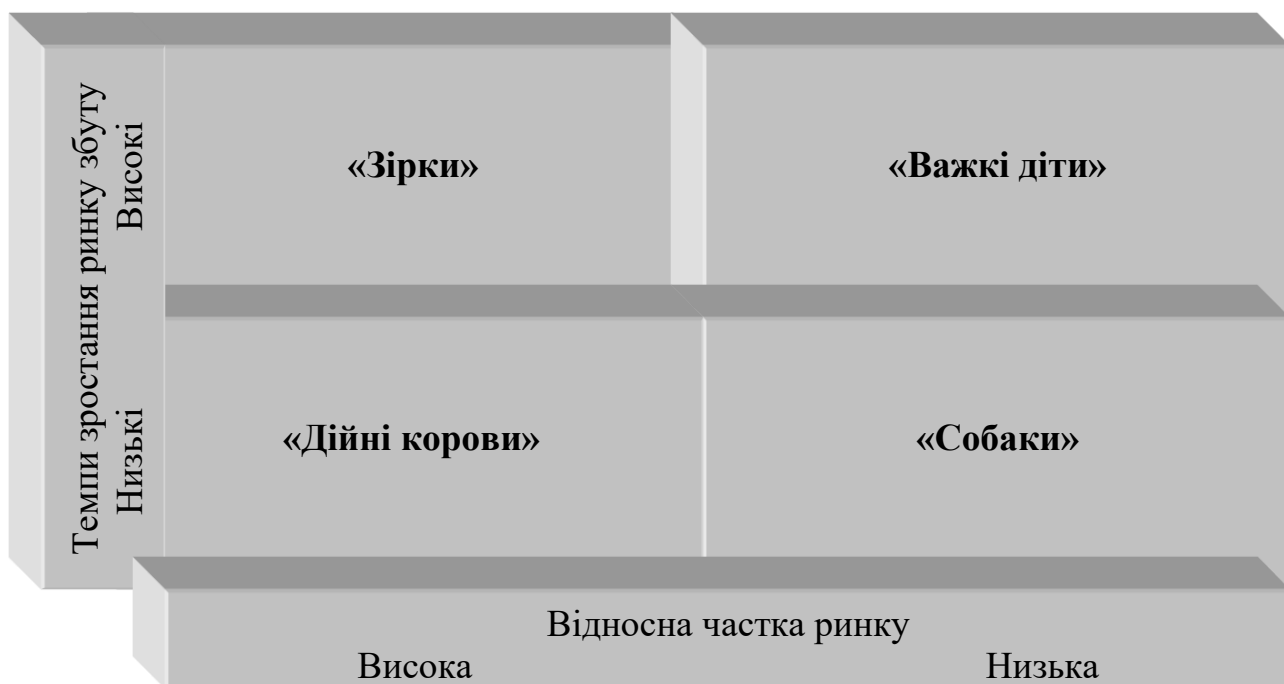 Темпи зростання ринку збуту
Високі
Низькі
«Зірки»
«Важкі діти»
«Дійні корови»
«Собаки»
Відносна частка ринку
Висока
Низька